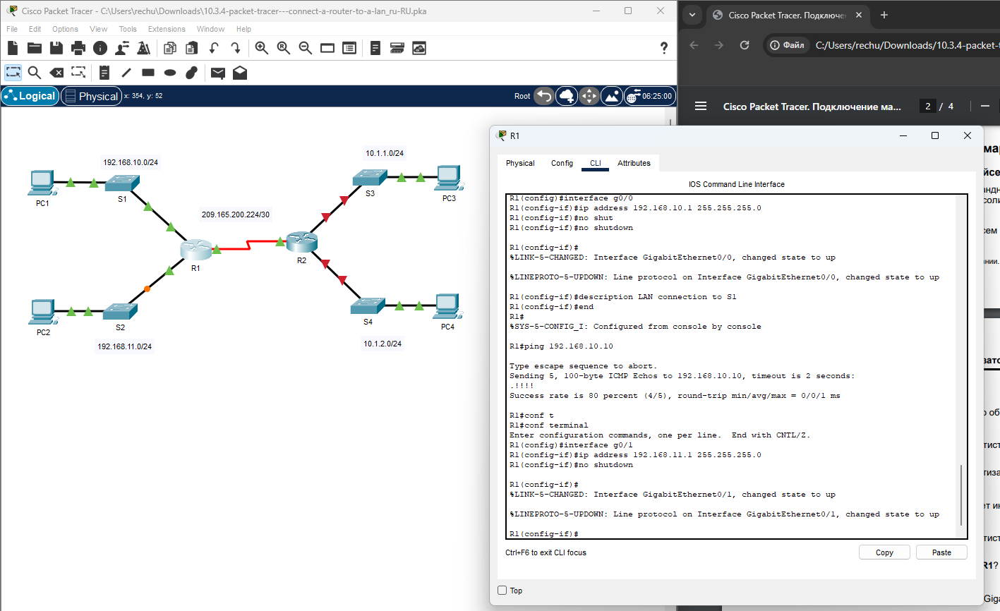 Cisco Packet Tracer - C:\Users\rechu\Downloads\10.3.4-packet-tracer---connect-a-router-to-a-lan_ru-RU.pka
File Edit Options View Tools Extensions Window Help
Logical
Physical
x: 354, y: 52
Root
06:25:00
192.168.10.0/24
PC1
S1
10.1.1.0/24
S3
PC3
209.165.200.224/30
R1
R2
PC2
S2
192.168.11.0/24
S4
PC4
10.1.2.0/24
Cisco Packet Tracer. Подключе
Файл
C:/Users/rechu/Downloads/10.3.4-packet-
Cisco Packet Tracer. Подключение ма...
2 / 4
R1
Physical Config CLI Attributes
IOS Command Line Interface
R1(config)#interface g0/0
R1(config-if)#ip address 192.168.10.1 255.255.255.0
R1(config-if)#no shut
R1(config-if)#no shutdown
R1(config-if)#
%LINK-5-CHANGED: Interface GigabitEthernet0/0, changed state to up
%LINEPROTO-5-UPDOWN: Line protocol on Interface GigabitEthernet0/0, changed state to up
R1(config-if)#description LAN connection to S1
R1(config-if)#end
R1#
%SYS-5-CONFIG_I: Configured from console by console
R1#ping 192.168.10.10
Type escape sequence to abort.
Sending 5, 100-byte ICMP Echos to 192.168.10.10, timeout is 2 seconds:
.!!!!
Success rate is 80 percent (4/5), round-trip min/avg/max = 0/0/1 ms
R1#conf t
R1#conf terminal
Enter configuration commands, one per line.  End with CNTL/Z.
R1(config)#interface g0/1
R1(config-if)#ip address 192.168.11.1 255.255.255.0
R1(config-if)#no shutdown
R1(config-if)#
%LINK-5-CHANGED: Interface GigabitEthernet0/1, changed state to up
%LINEPROTO-5-UPDOWN: Line protocol on Interface GigabitEthernet0/1, changed state to up
R1(config-if)#
Ctrl+F6 to exit CLI focus
Copy
Paste
Top
R1?